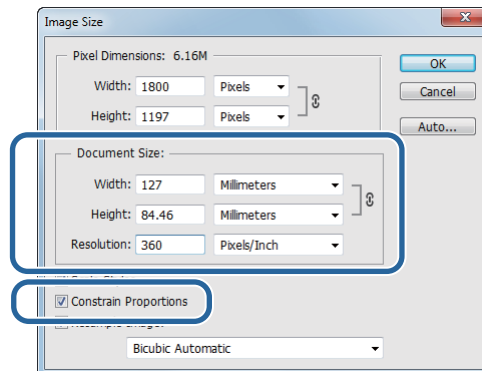 Image Size
Pixel Dimensions: 6.16M
Width: 1800 Pixels
Height: 1197 Pixels
OK
Cancel
Auto...
Document Size:
Width: 127 Millimeters
Height: 84.46 Millimeters
Resolution: 360 Pixels/Inch
Constrain Proportions
Bicubic Automatic